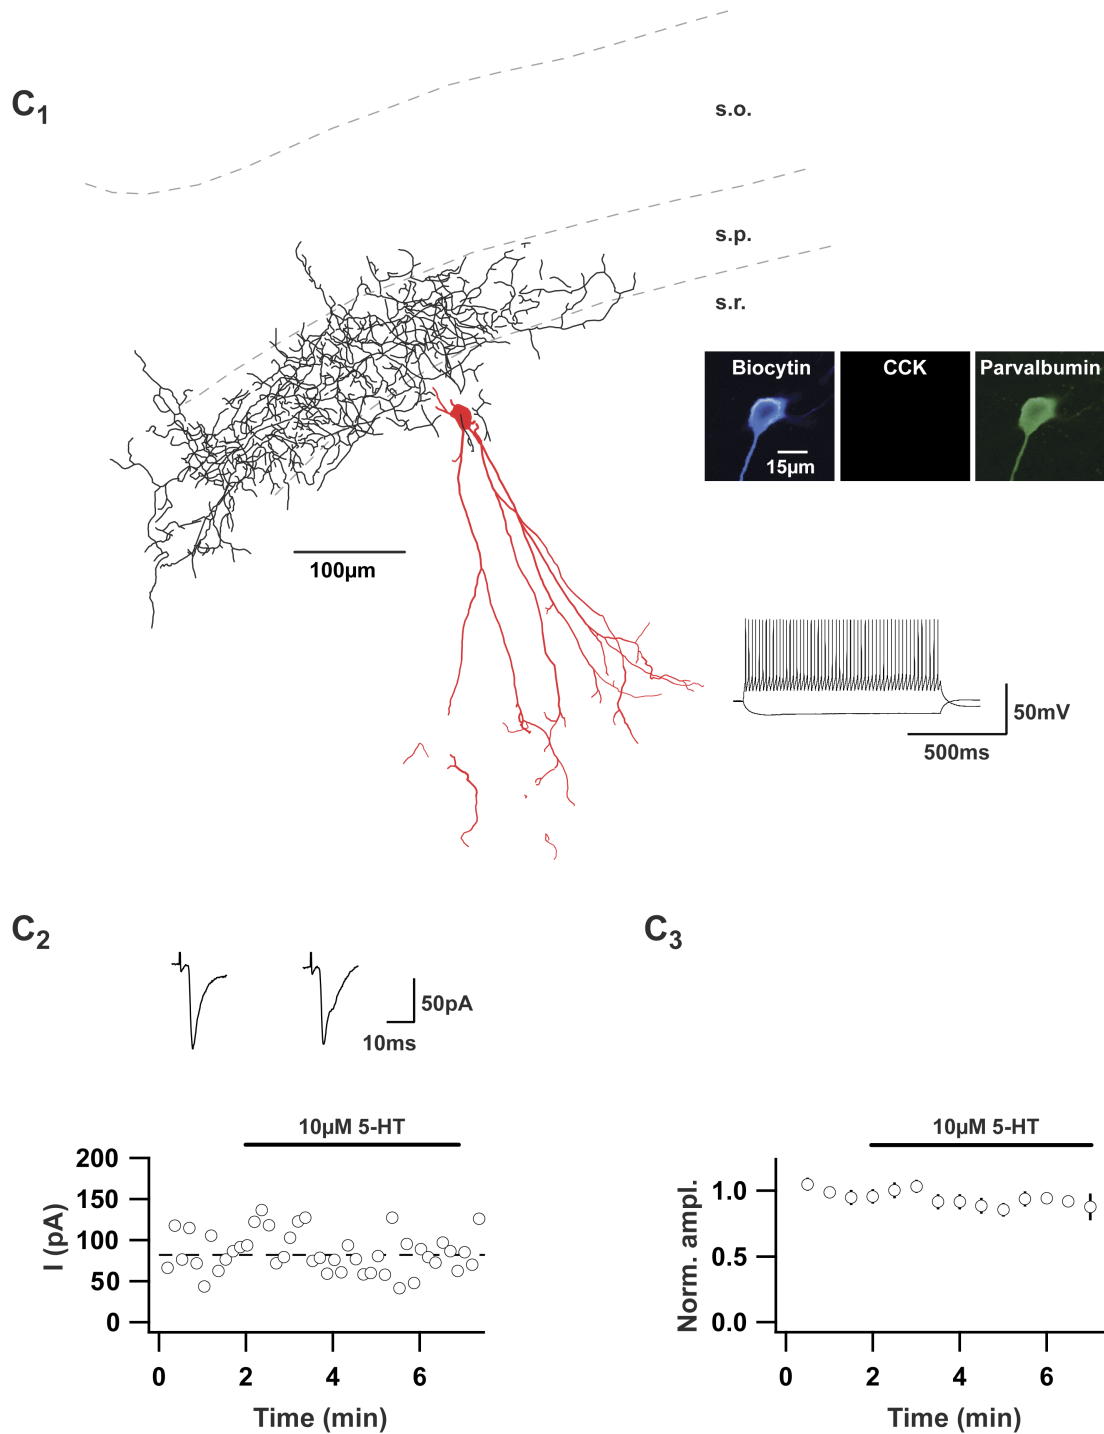 C1
s.o.
s.p.
s.r.
Biocytin
CCK
Parvalbumin
15µm
100µm
50mV
500ms
C2
50pA
10ms
10µM 5-HT
I (pA)
200
150
100
50
0
0 2 4 6
Time (min)
C3
10µM 5-HT
Norm. ampl.
1.0
0.5
0.0
0 2 4 6
Time (min)